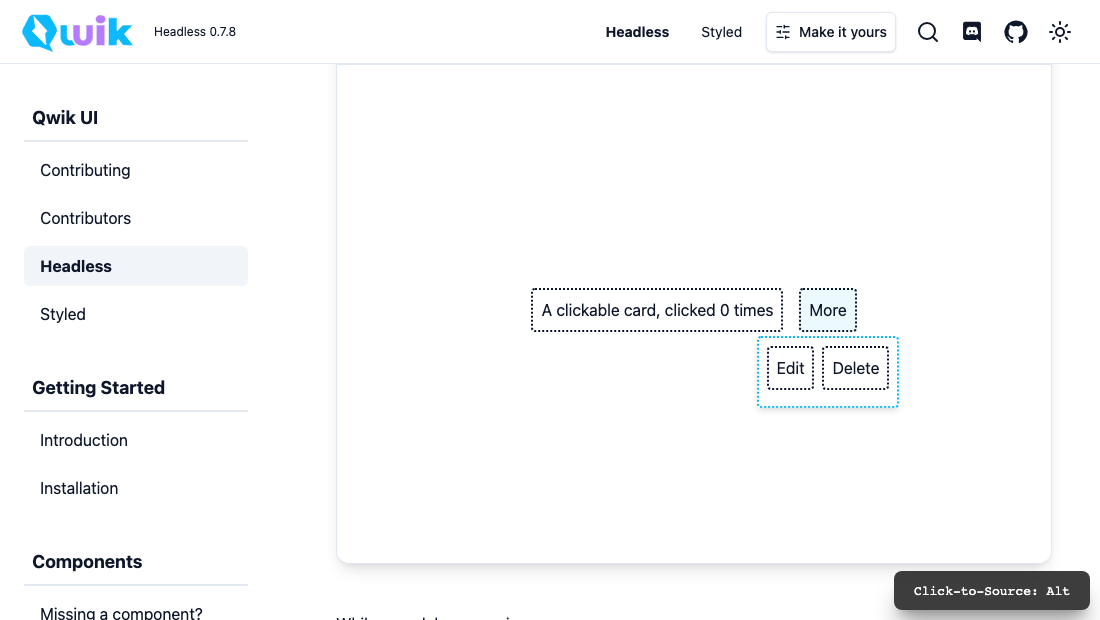 Qwik Headless 0.7.8 Headless Styled Make it yours
Qwik UI
Contributing
Contributors
Headless
Styled
Getting Started
Introduction
Installation
Components
Missing a component?
A clickable card, clicked 0 times More
Edit Delete
Click-to-Source: Alt